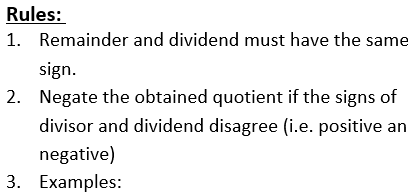 Rules:
1. Remainder and dividend must have the same
sign.
2. Negate the obtained quotient if the signs of
divisor and dividend disagree (i.e. positive an
negative)
3. Examples: